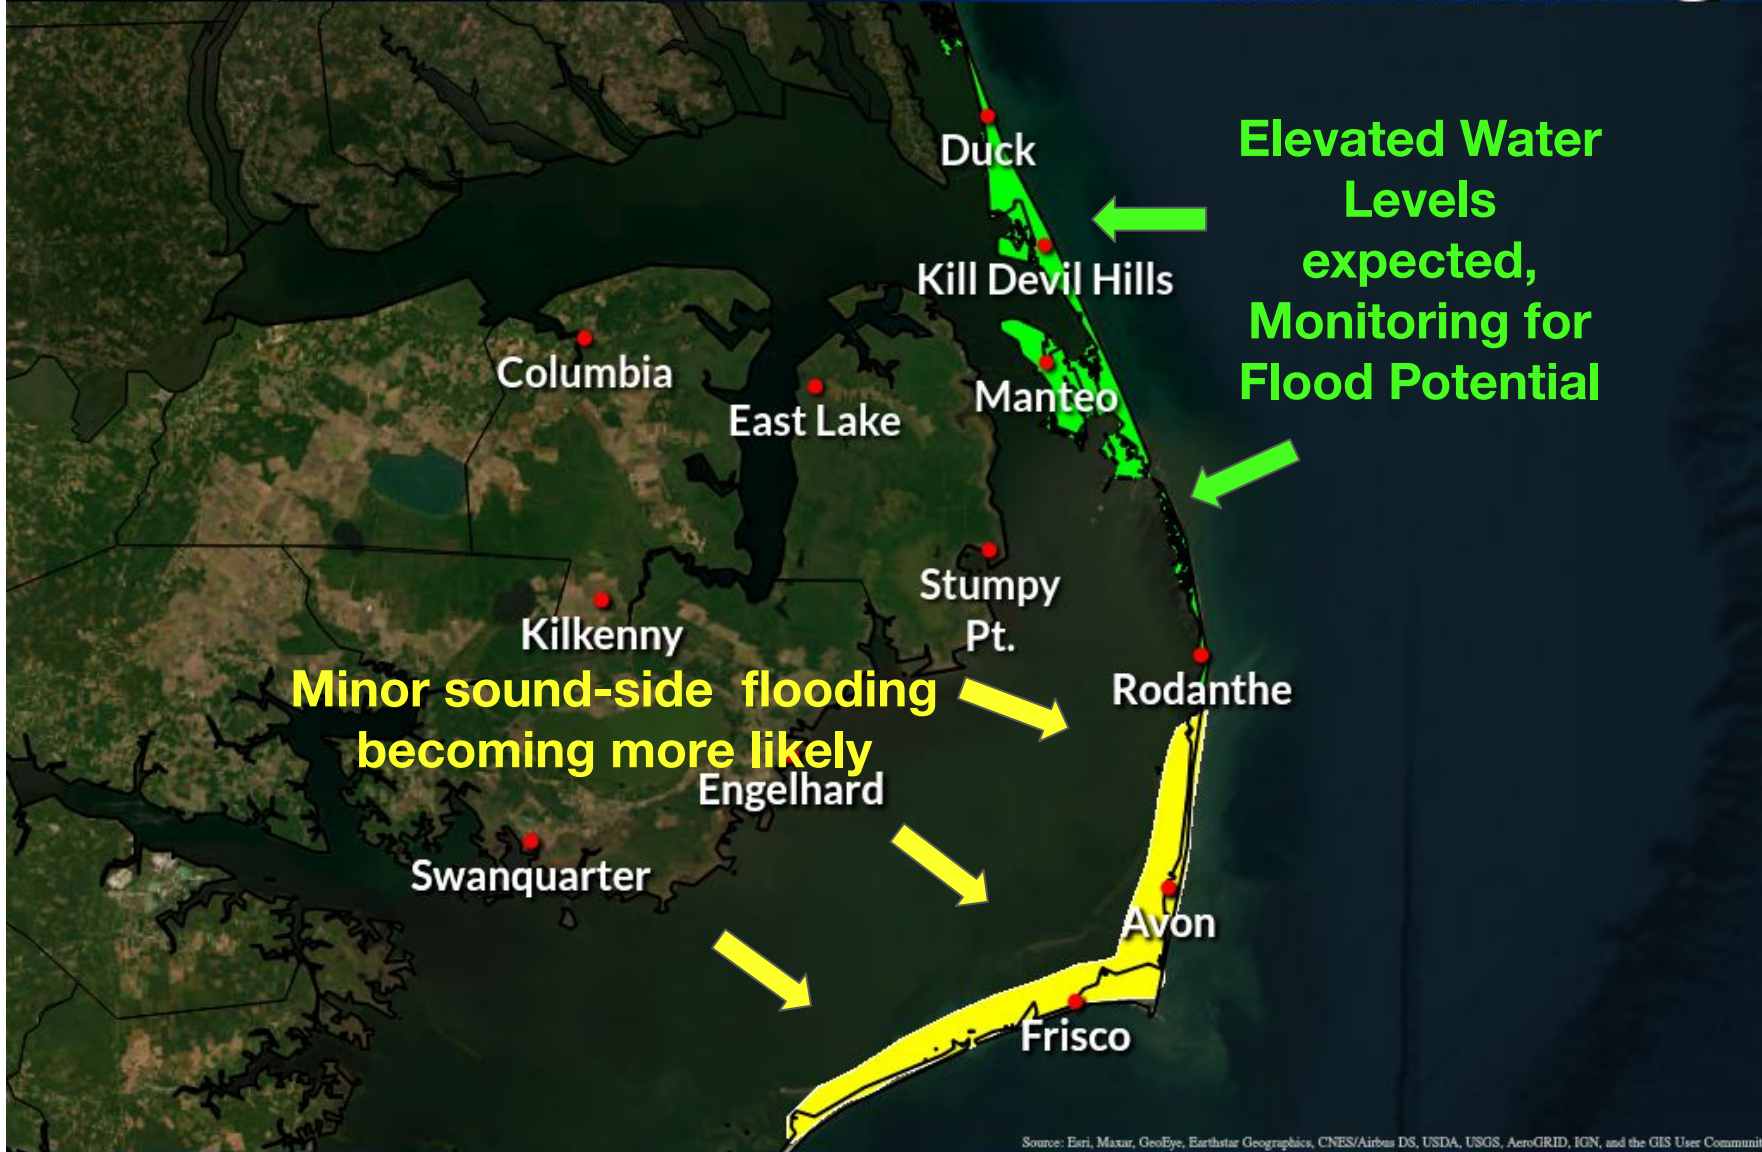 Duck
Elevated Water
Levels
expected,
Monitoring for
Flood Potential
Kill Devil Hills
Columbia
East Lake
Manteo
Stumpy
Pt.
Kilkenny
Minor sound-side flooding
becoming more likely
Rodanthe
Engelhard
Swanquarter
Avon
Frisco
Source: Esri, Maxar, GeoEye, Earthstar Geographics, CNES/Airbus DS, USDA, USGS, AeroGRID, IGN, and the GIS User Communit